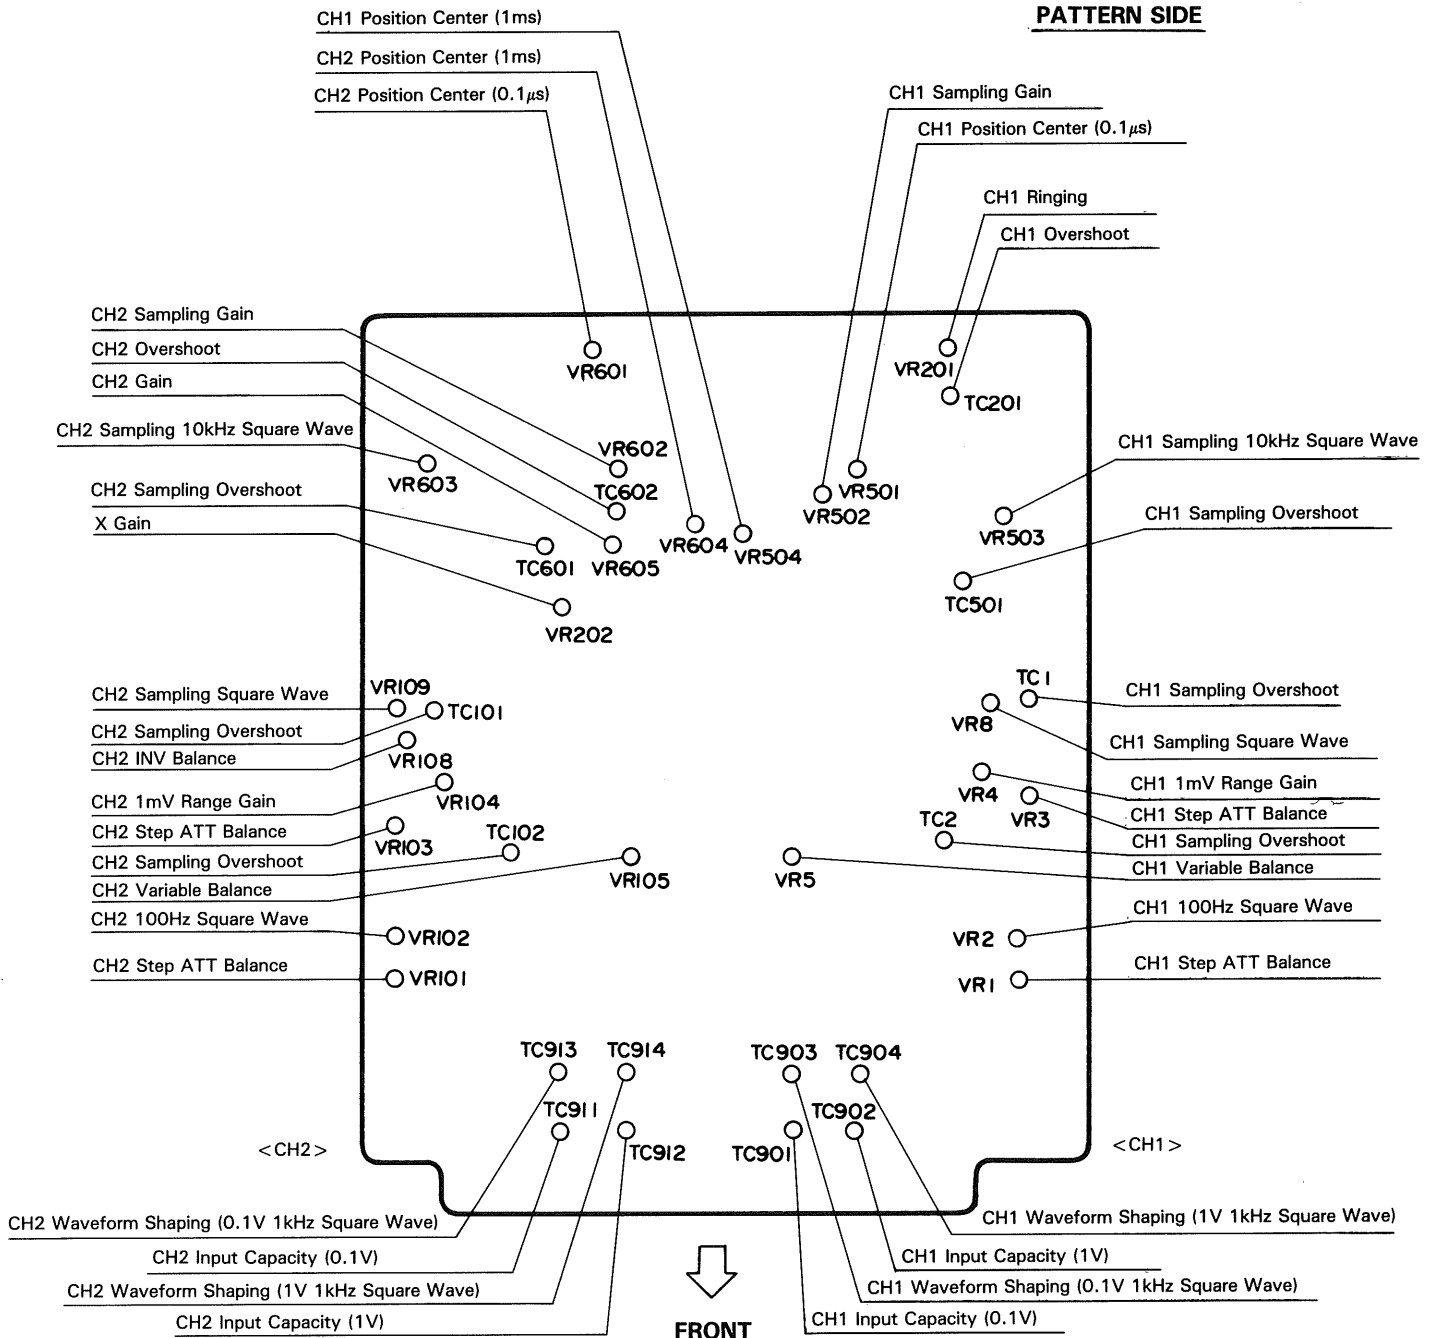 PATTERN SIDE
CH1 Position Center (1ms)
CH2 Position Center (1ms)
CH2 Position Center (0.1μs)
CH1 Sampling Gain
CH1 Position Center (0.1μs)
CH1 Ringing
CH1 Overshoot
CH2 Sampling Gain
CH2 Overshoot
CH2 Gain
CH2 Sampling 10kHz Square Wave
CH2 Sampling Overshoot
X Gain
VR601
VR201
TC201
VR602
VR603
TC602
VR501
VR502
VR604
VR504
TC601
VR605
VR202
VR503
TC501
CH1 Sampling 10kHz Square Wave
CH1 Sampling Overshoot
CH2 Sampling Square Wave
CH2 Sampling Overshoot
CH2 INV Balance
CH2 1mV Range Gain
CH2 Step ATT Balance
CH2 Sampling Overshoot
CH2 Variable Balance
CH2 100Hz Square Wave
CH2 Step ATT Balance
VR109
TC101
VR108
VR104
VR103
TC102
VR105
VR102
VR101
TC1
VR8
VR4
VR3
TC2
VR5
VR2
VR1
CH1 Sampling Overshoot
CH1 Sampling Square Wave
CH1 1mV Range Gain
CH1 Step ATT Balance
CH1 Sampling Overshoot
CH1 Variable Balance
CH1 100Hz Square Wave
CH1 Step ATT Balance
TC913
TC914
TC903
TC904
TC911
TC912
TC901
TC902
<CH2>
<CH1>
CH2 Waveform Shaping (0.1V 1kHz Square Wave)
CH2 Input Capacity (0.1V)
CH2 Waveform Shaping (1V 1kHz Square Wave)
CH2 Input Capacity (1V)
CH1 Waveform Shaping (1V 1kHz Square Wave)
CH1 Input Capacity (1V)
CH1 Waveform Shaping (0.1V 1kHz Square Wave)
CH1 Input Capacity (0.1V)
FRONT